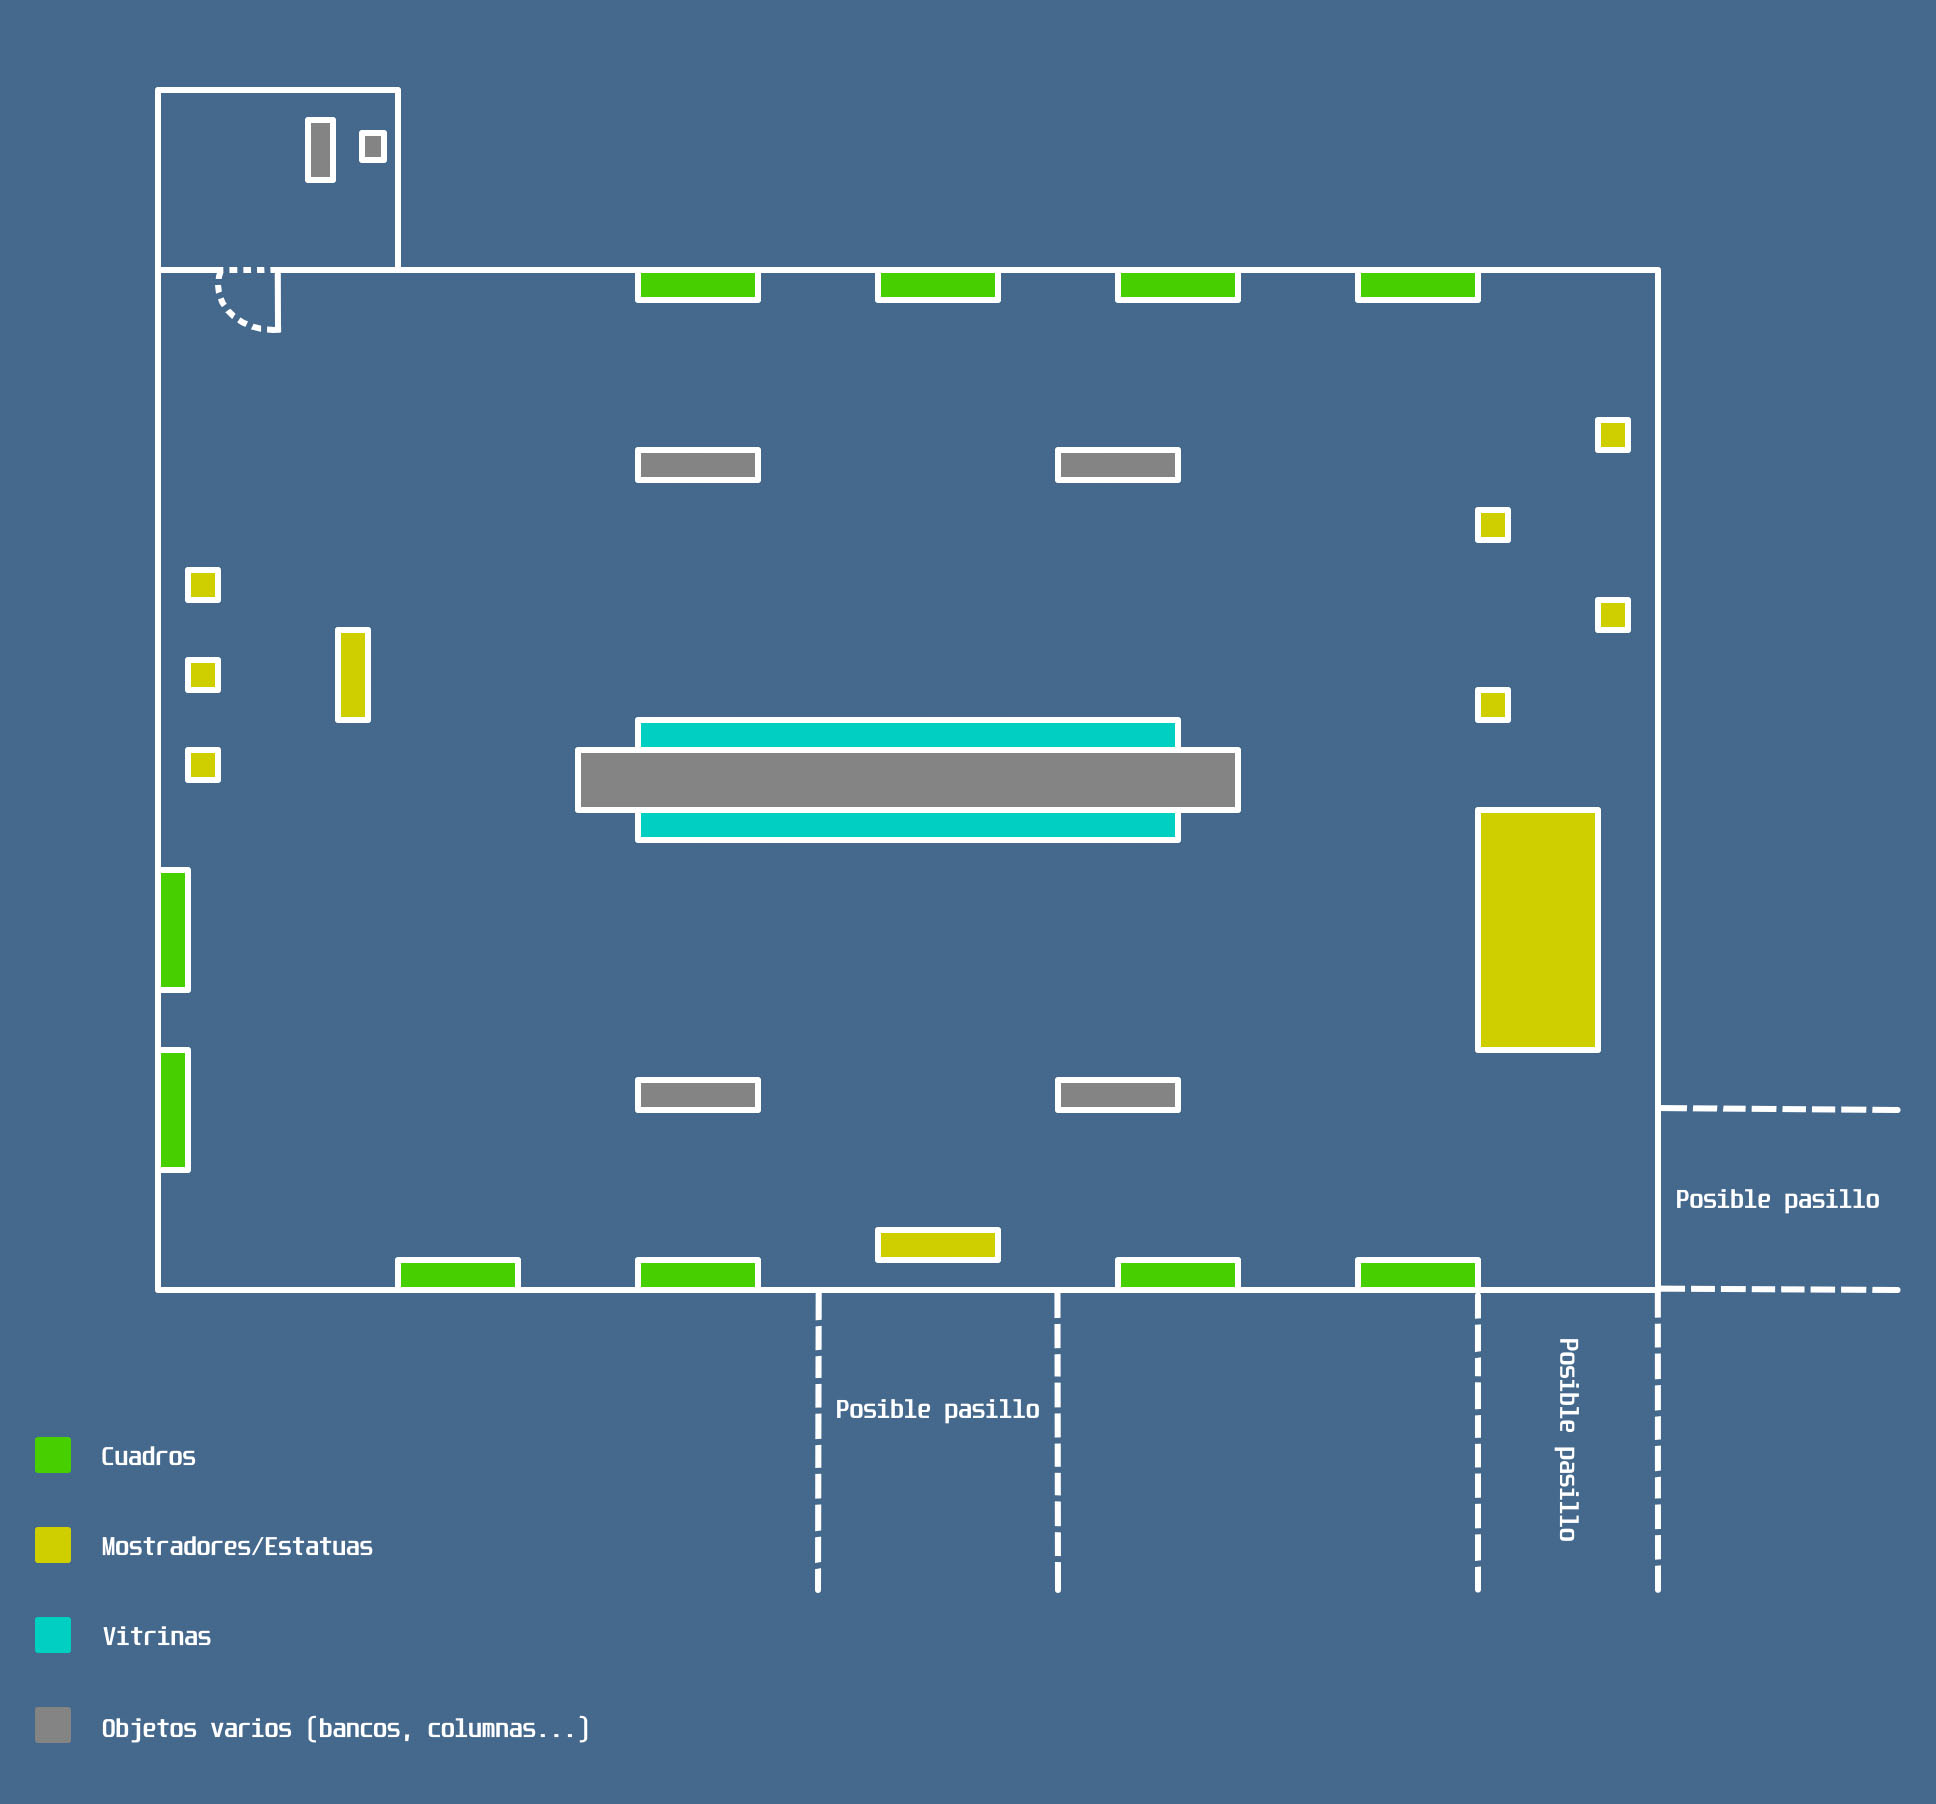 Posible pasillo
Posible pasillo
Posible pasillo
Cuadros
Mostradores/Estatuas
Vitrinas
Objetos varios (bancos, columnas...)